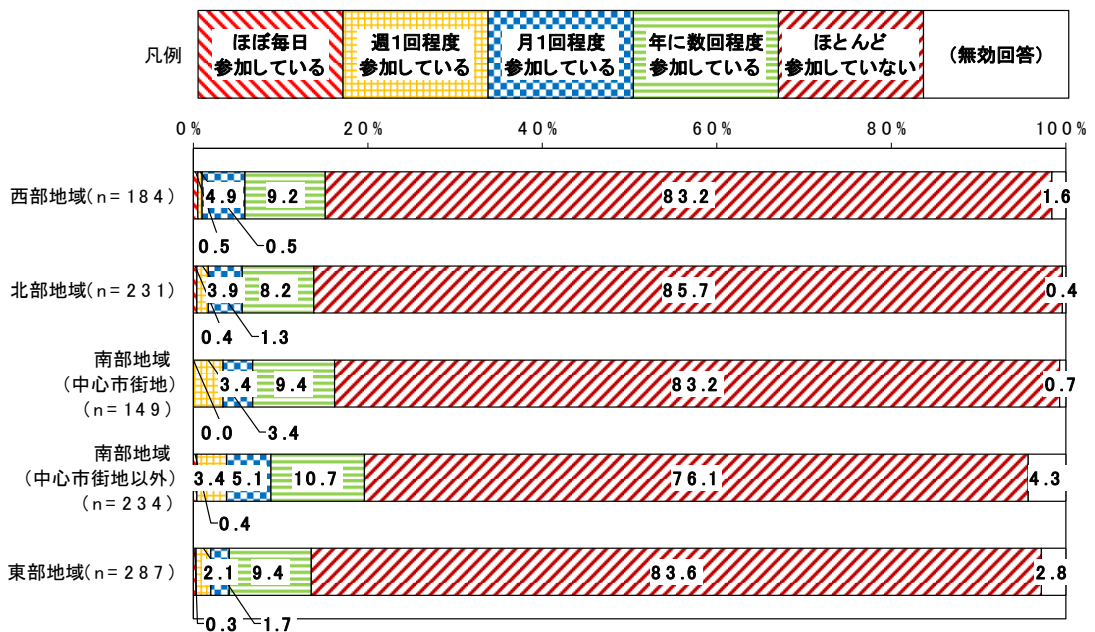 凡例
ほぼ毎日
参加している
週1回程度
参加している
月1回程度
参加している
年に数回程度
参加している
ほとんど
参加していない
（無効回答）
0% 20% 40% 60% 80% 100%
西部地域(n=184) 4.9 9.2 83.2 1.6
0.5 0.5
北部地域(n=231) 3.9 8.2 85.7 0.4
0.4 1.3
南部地域
（中心市街地）
(n=149)
3.4 9.4 83.2 0.7
0.0 3.4
南部地域
（中心市街地以外）
(n=234)
3.4 5.1 10.7 76.1 4.3
0.4
東部地域(n=287) 2.1 9.4 83.6 2.8
0.3 1.7